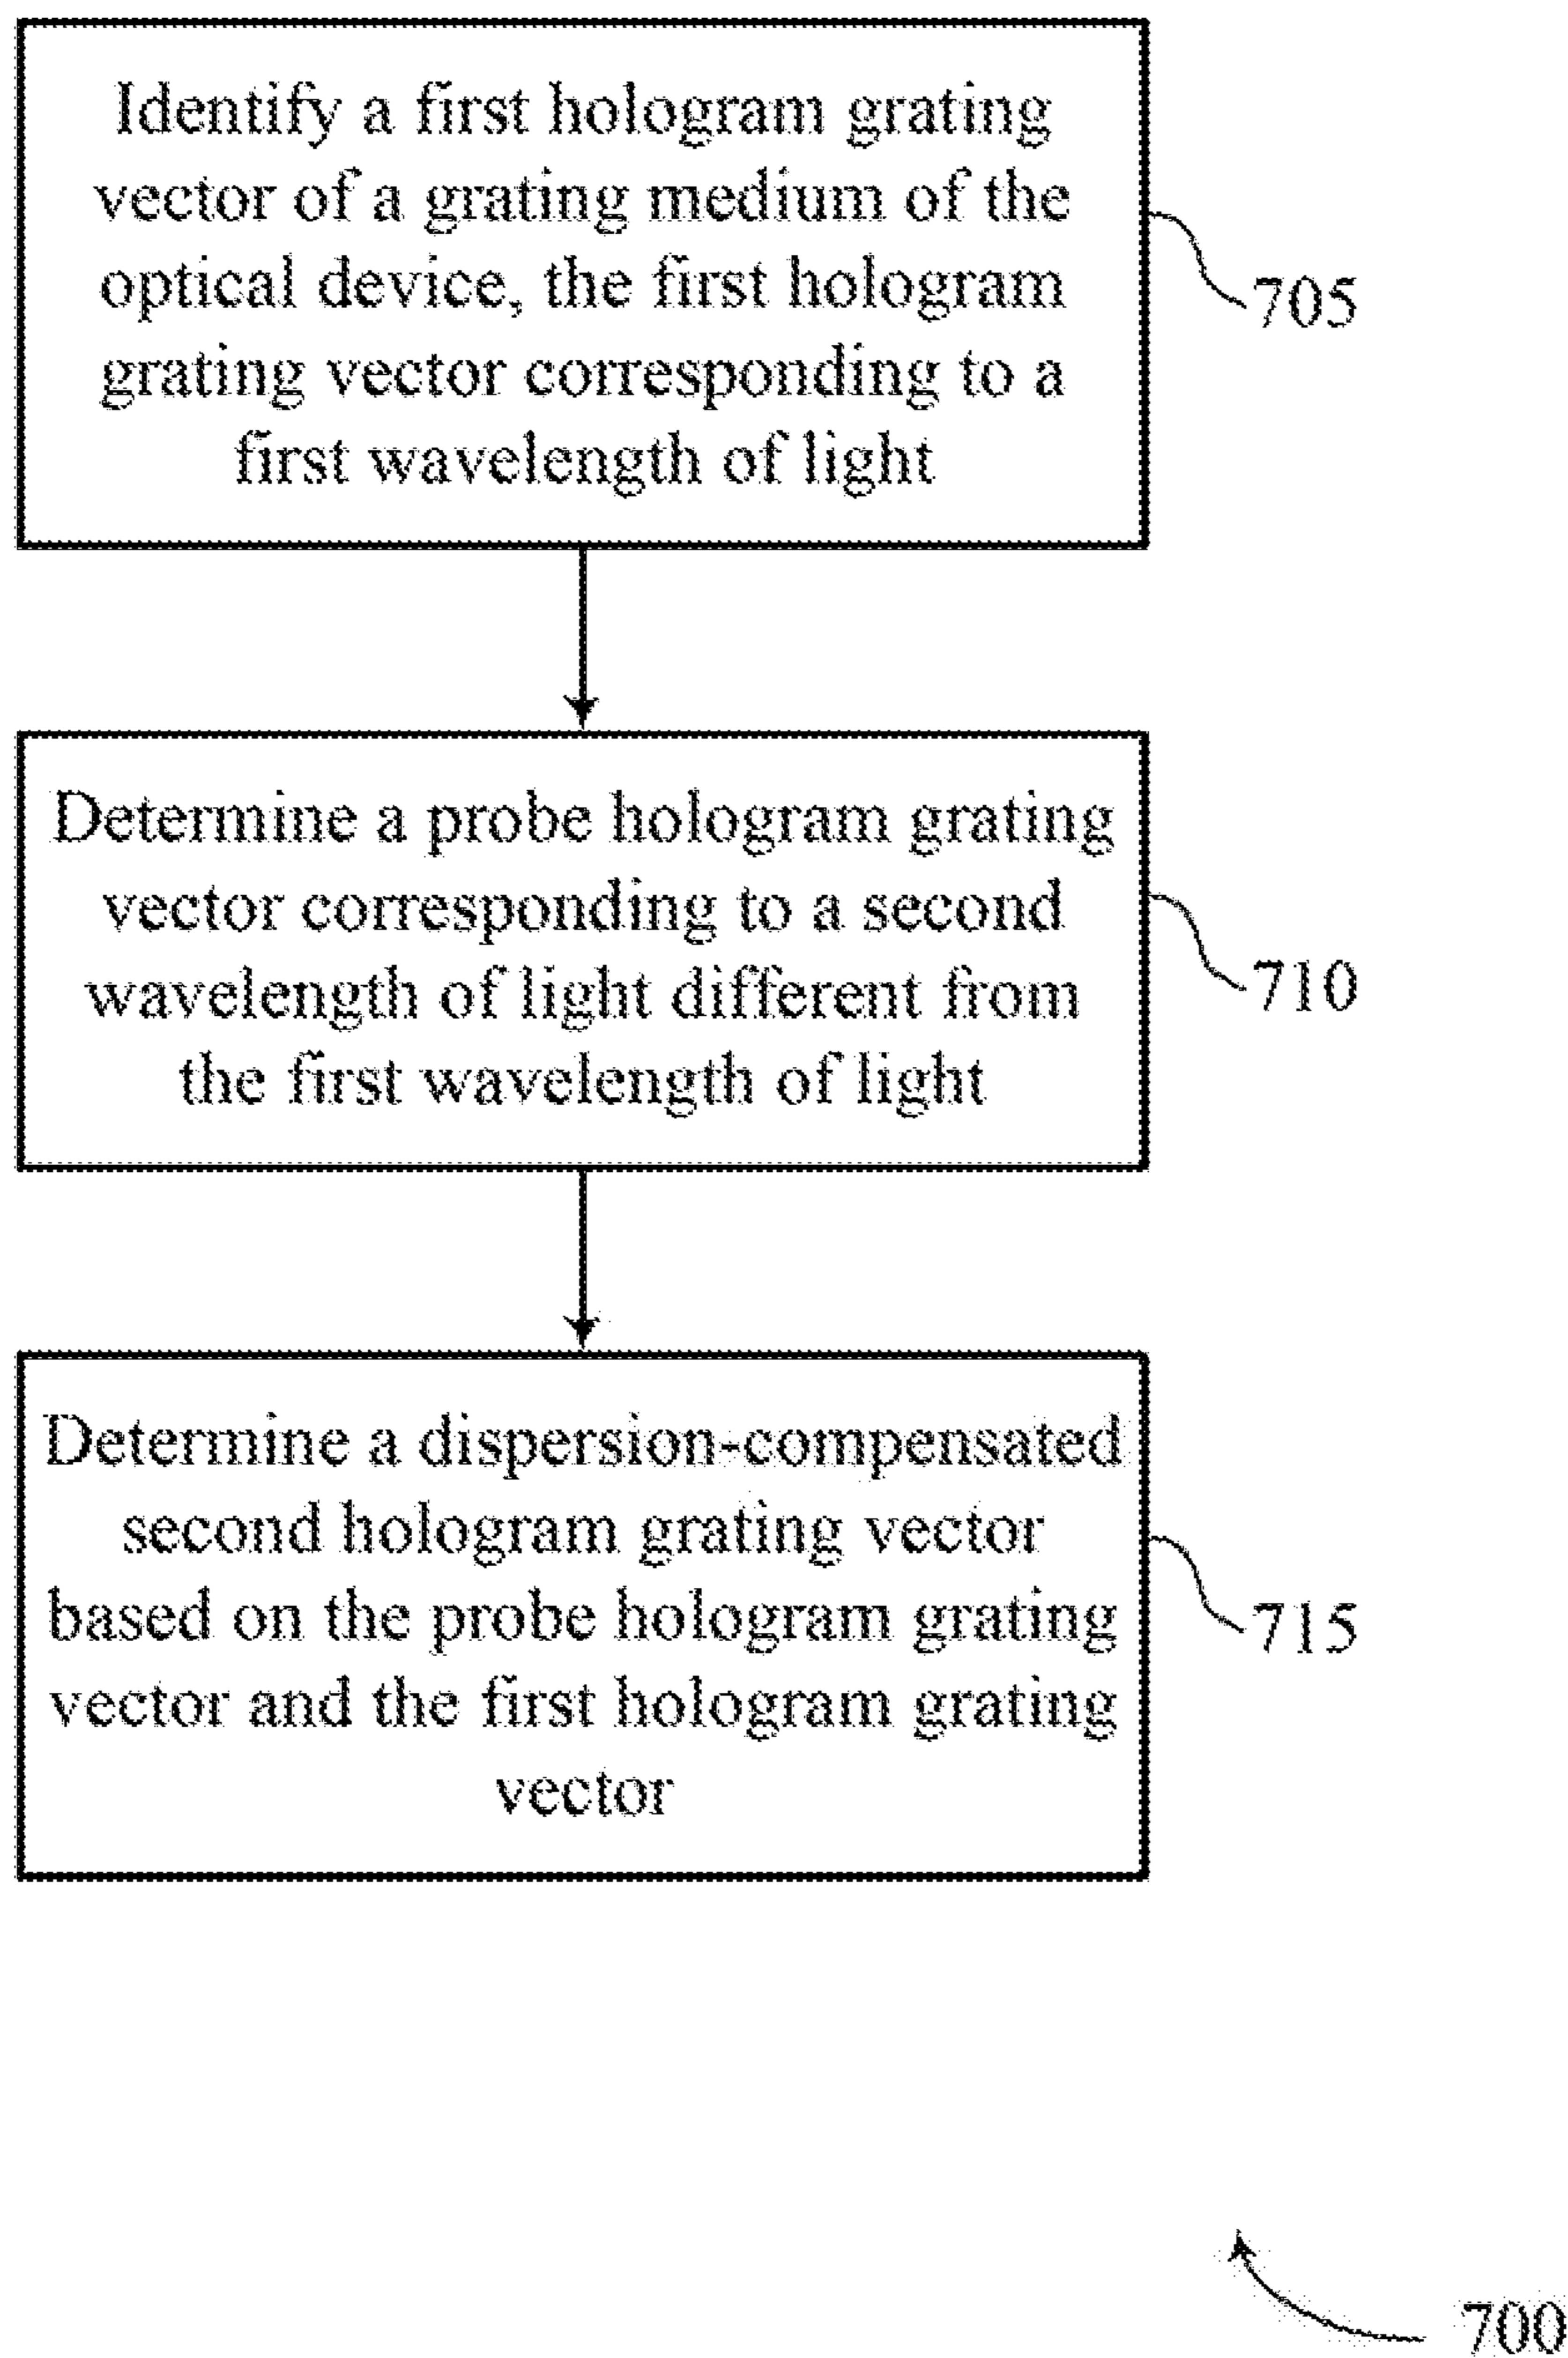 Identify a first hologram grating
vector of a grating medium of the
optical device, the first hologram
grating vector corresponding to a
first wavelength of light
705
Determine a probe hologram grating
vector corresponding to a second
wavelength of light different from
the first wavelength of light
710
Determine a dispersion-compensated
second hologram grating vector
based on the probe hologram grating
vector and the first hologram grating
vector
715
700